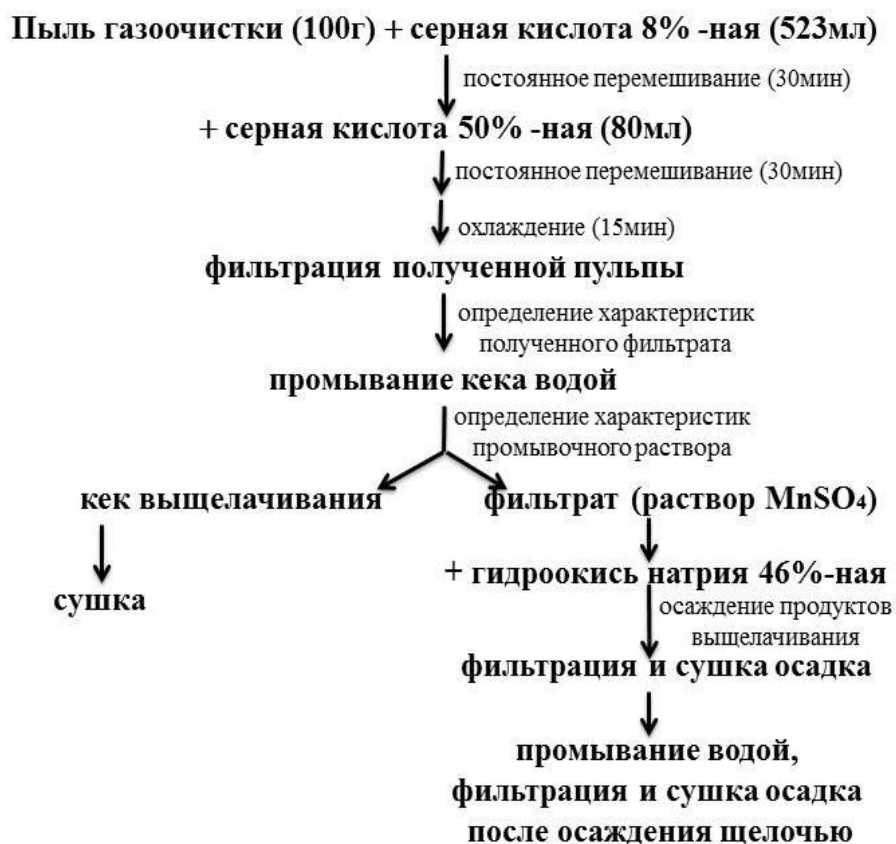 Пыль газоочистки (100г) + серная кислота 8% -ная (523мл)
постоянное перемешивание (30мин)
+ серная кислота 50% -ная (80мл)
постоянное перемешивание (30мин)
охлаждение (15мин)
фильтрация полученной пульпы
определение характеристик
полученного фильтрата
промывание кека водой
определение характеристик
промывочного раствора
кек выщелачивания
фильтрат (раствор MnSO₄)
сушка
+ гидроокись натрия 46%-ная
осаждение продуктов
выщелачивания
фильтрация и сушка осадка
промывание водой,
фильтрация и сушка осадка
после осаждения щелочью